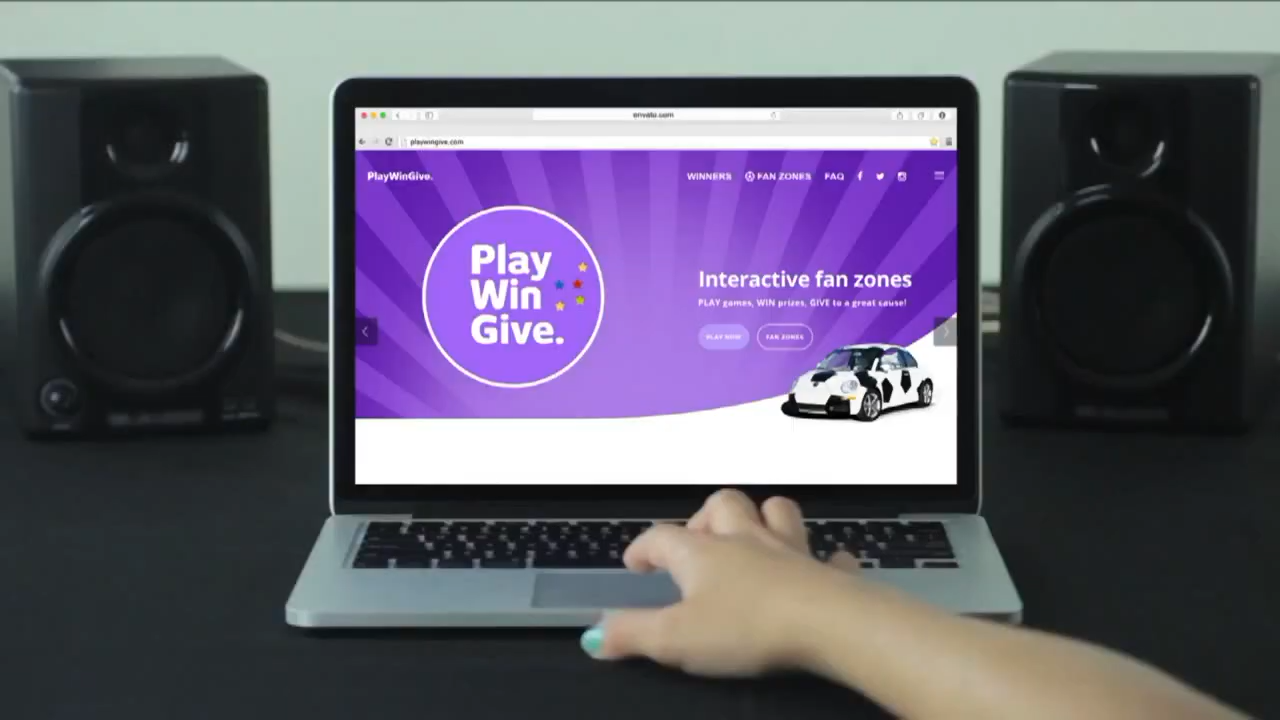 envato.com
playwingive.com
PlayWinGive.
WINNERS FAN ZONES FAQ
Play
Win
Give.
Interactive fan zones
PLAY games, WIN prizes, GIVE to a great cause!
PLAY NOW FAN ZONES